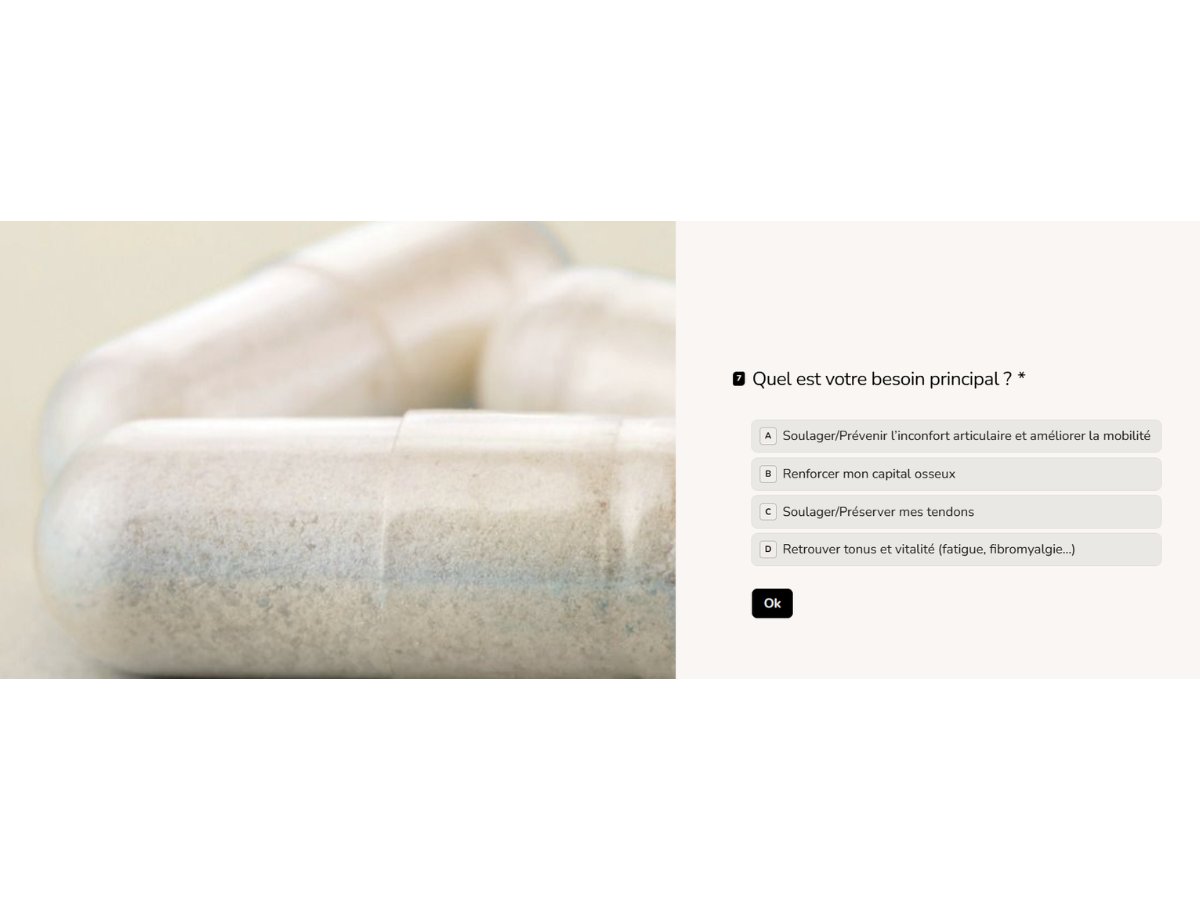 7 Quel est votre besoin principal ? *
A Soulager/Prévenir l’inconfort articulaire et améliorer la mobilité
B Renforcer mon capital osseux
C Soulager/Préserver mes tendons
D Retrouver tonus et vitalité (fatigue, fibromyalgie...)
Ok